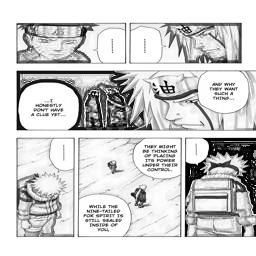 ......
......
油
AND WHY
THEY WANT
SUCH A
THING...
...I
HONESTLY
DON'T HAVE
A CLUE YET...
THEY MIGHT
BE THINKING
OF PLACING
ITS POWER
UNDER THEIR
CONTROL.
WHILE THE
NINE-TAILED
FOX SPIRIT IS
STILL SEALED
INSIDE OF
YOU,